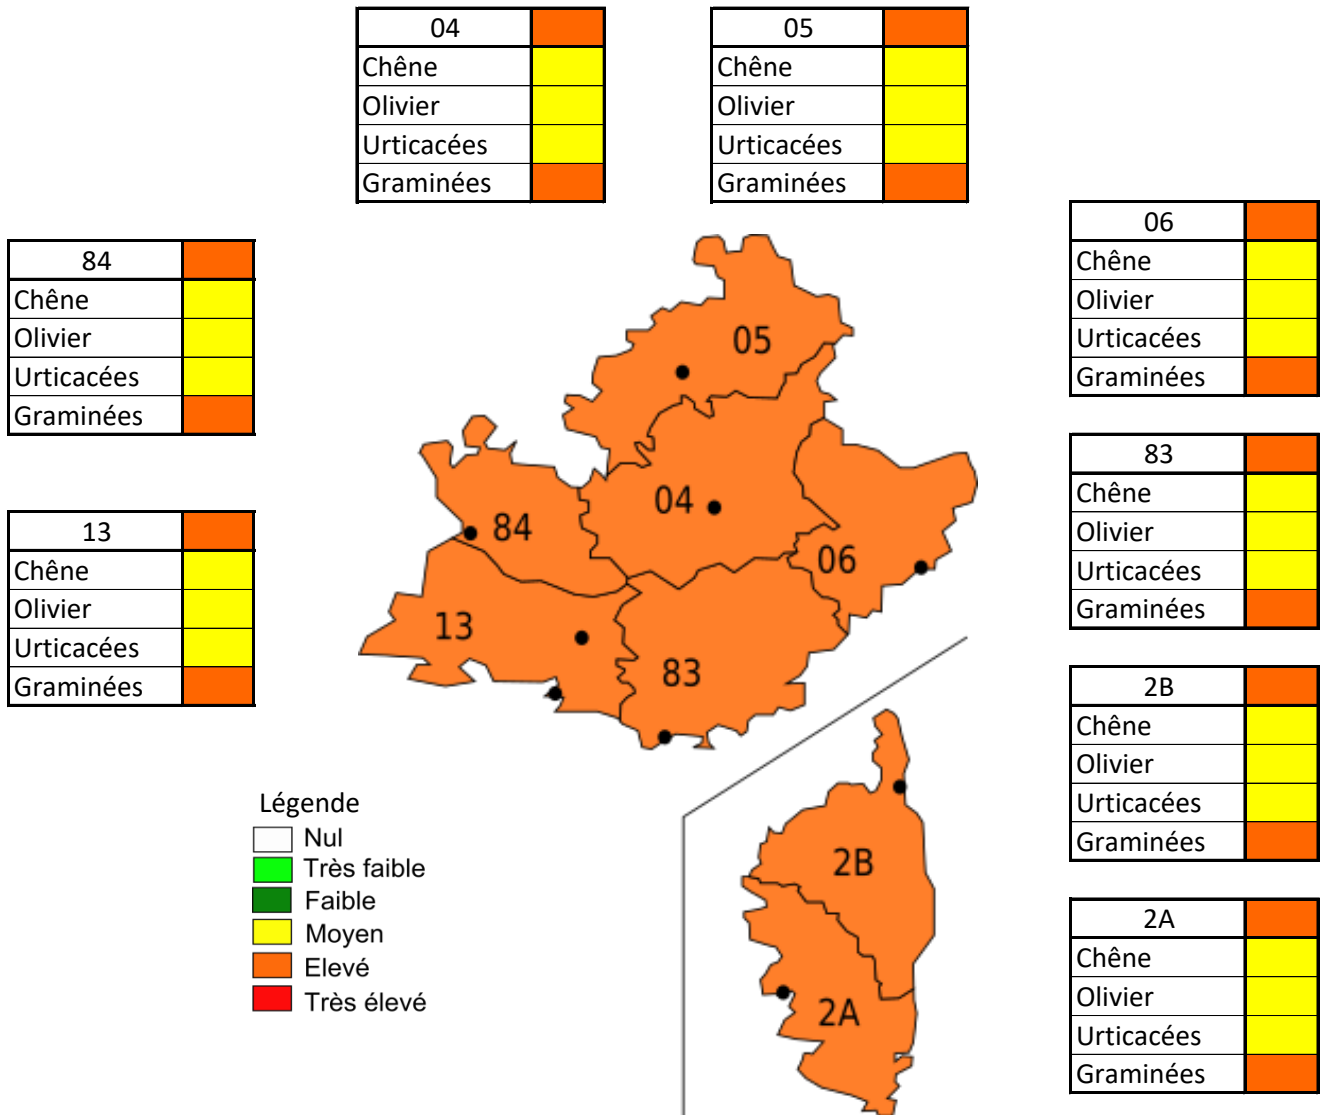 04
Chêne
Olivier
Urticacées
Graminées
05
Chêne
Olivier
Urticacées
Graminées
84
Chêne
Olivier
Urticacées
Graminées
13
Chêne
Olivier
Urticacées
Graminées
06
Chêne
Olivier
Urticacées
Graminées
83
Chêne
Olivier
Urticacées
Graminées
2B
Chêne
Olivier
Urticacées
Graminées
2A
Chêne
Olivier
Urticacées
Graminées
05
04
84
06
13
83
2B
2A
Légende
Nul
Très faible
Faible
Moyen
Elevé
Très élevé